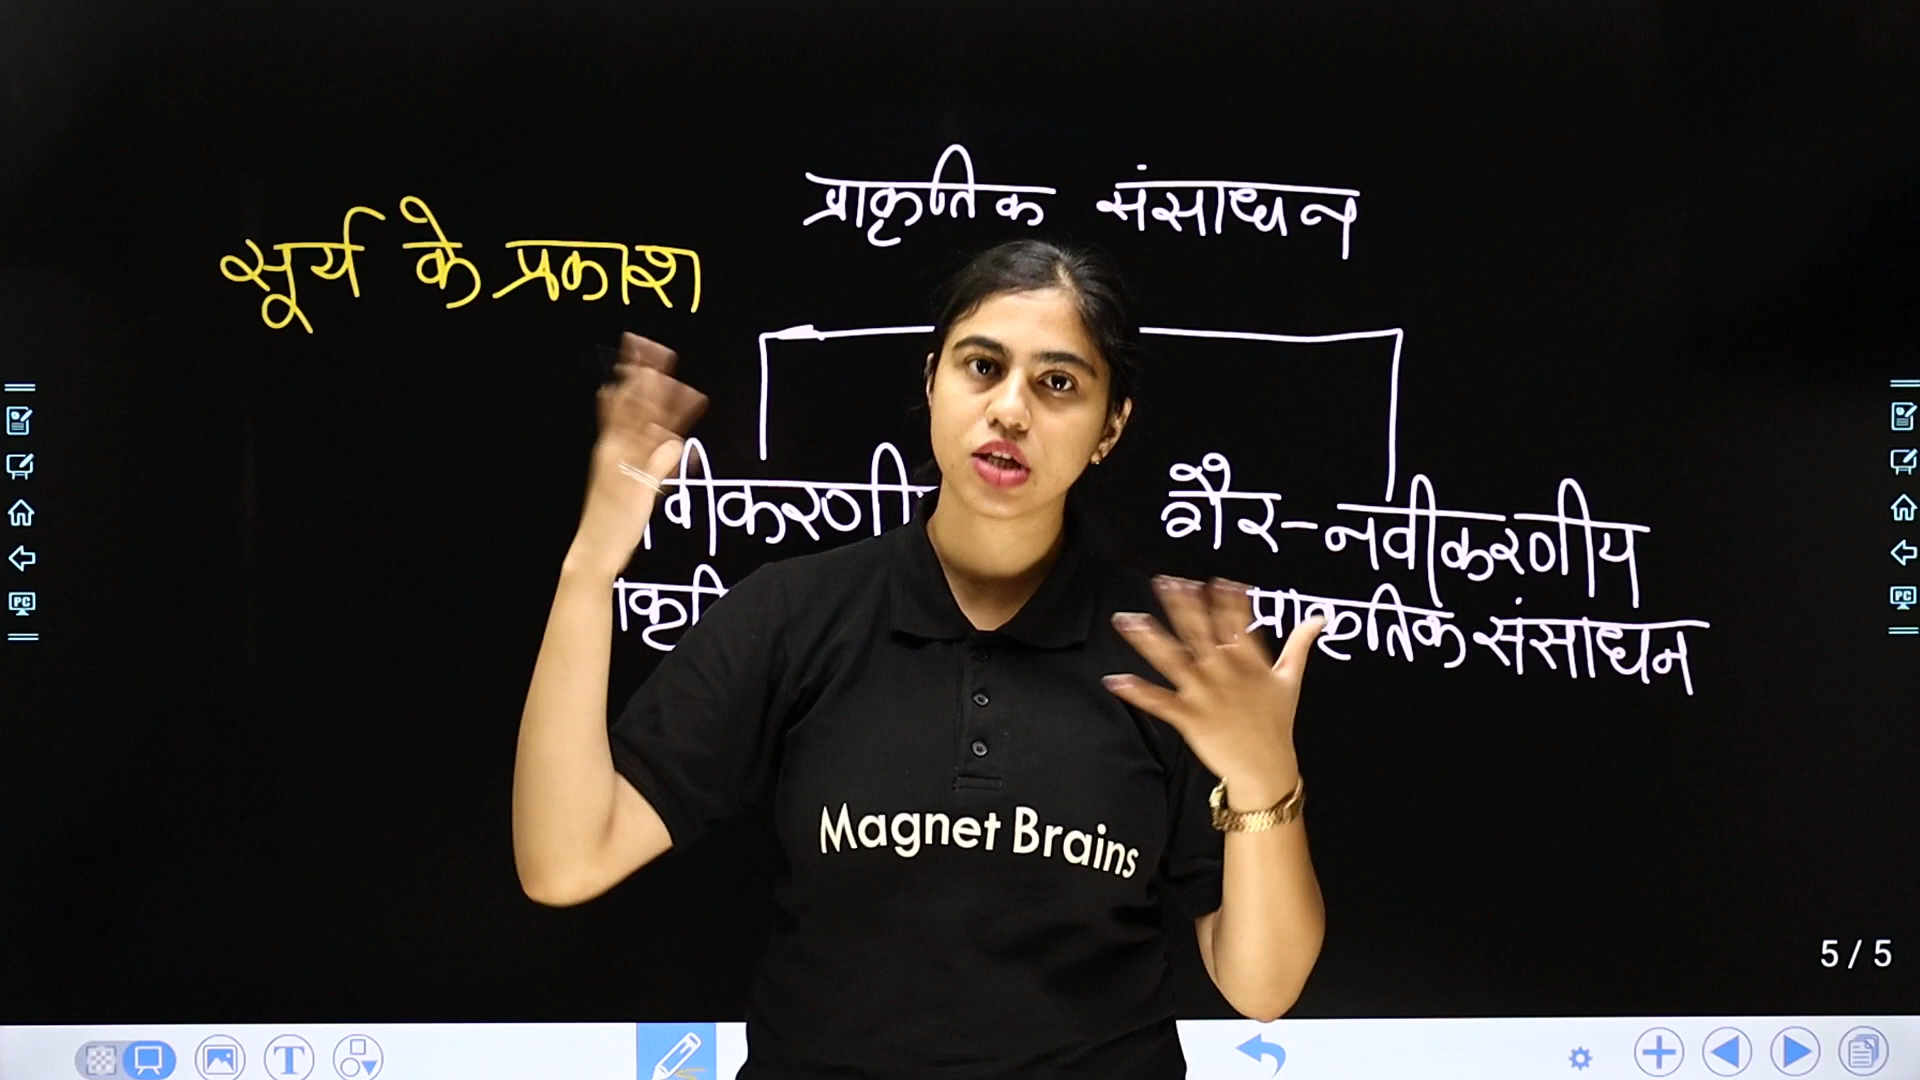 प्राकृतिक संसाधन
सूर्य के प्रकाश
गैर-नवीकरणीय
प्राकृतिक संसाधन
Magnet Brains
5 / 5